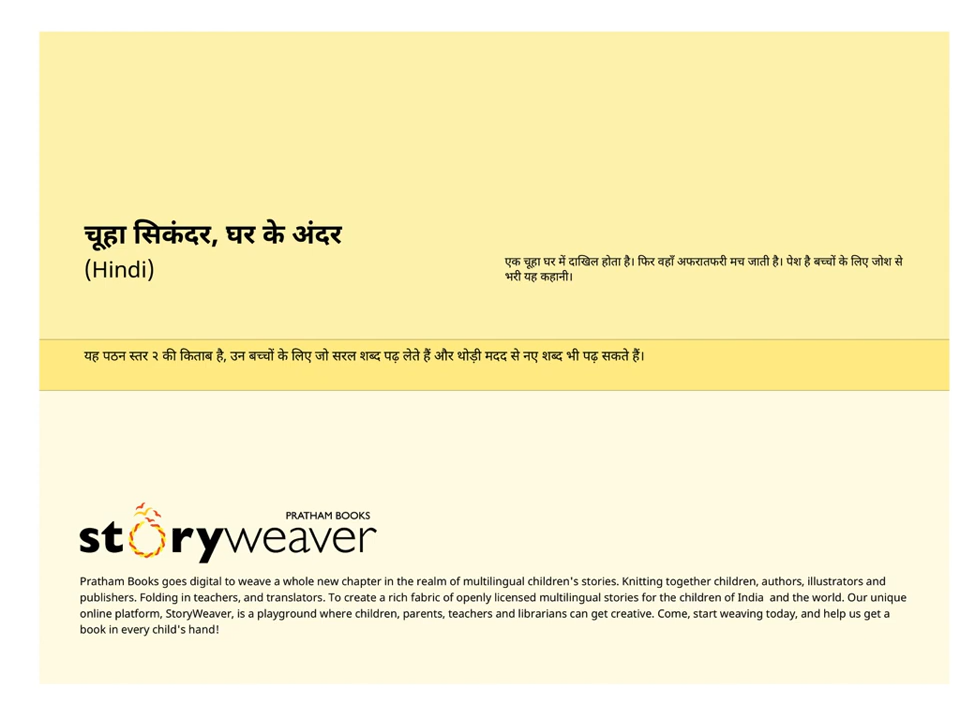 चूहा सिकंदर, घर के अंदर
(Hindi)
एक चूहा घर में दाखिल होता है। फिर वहाँ अफरातफरी मच जाती है। पेश है बच्चों के लिए जोश से
भरी यह कहानी।
यह पठन स्तर २ की किताब है, उन बच्चों के लिए जो सरल शब्द पढ़ लेते हैं और थोड़ी मदद से नए शब्द भी पढ़ सकते हैं।
PRATHAM BOOKS
storyweaver
Pratham Books goes digital to weave a whole new chapter in the realm of multilingual children's stories. Knitting together children, authors, illustrators and
publishers. Folding in teachers, and translators. To create a rich fabric of openly licensed multilingual stories for the children of India and the world. Our unique
online platform, StoryWeaver, is a playground where children, parents, teachers and librarians can get creative. Come, start weaving today, and help us get a
book in every child's hand!